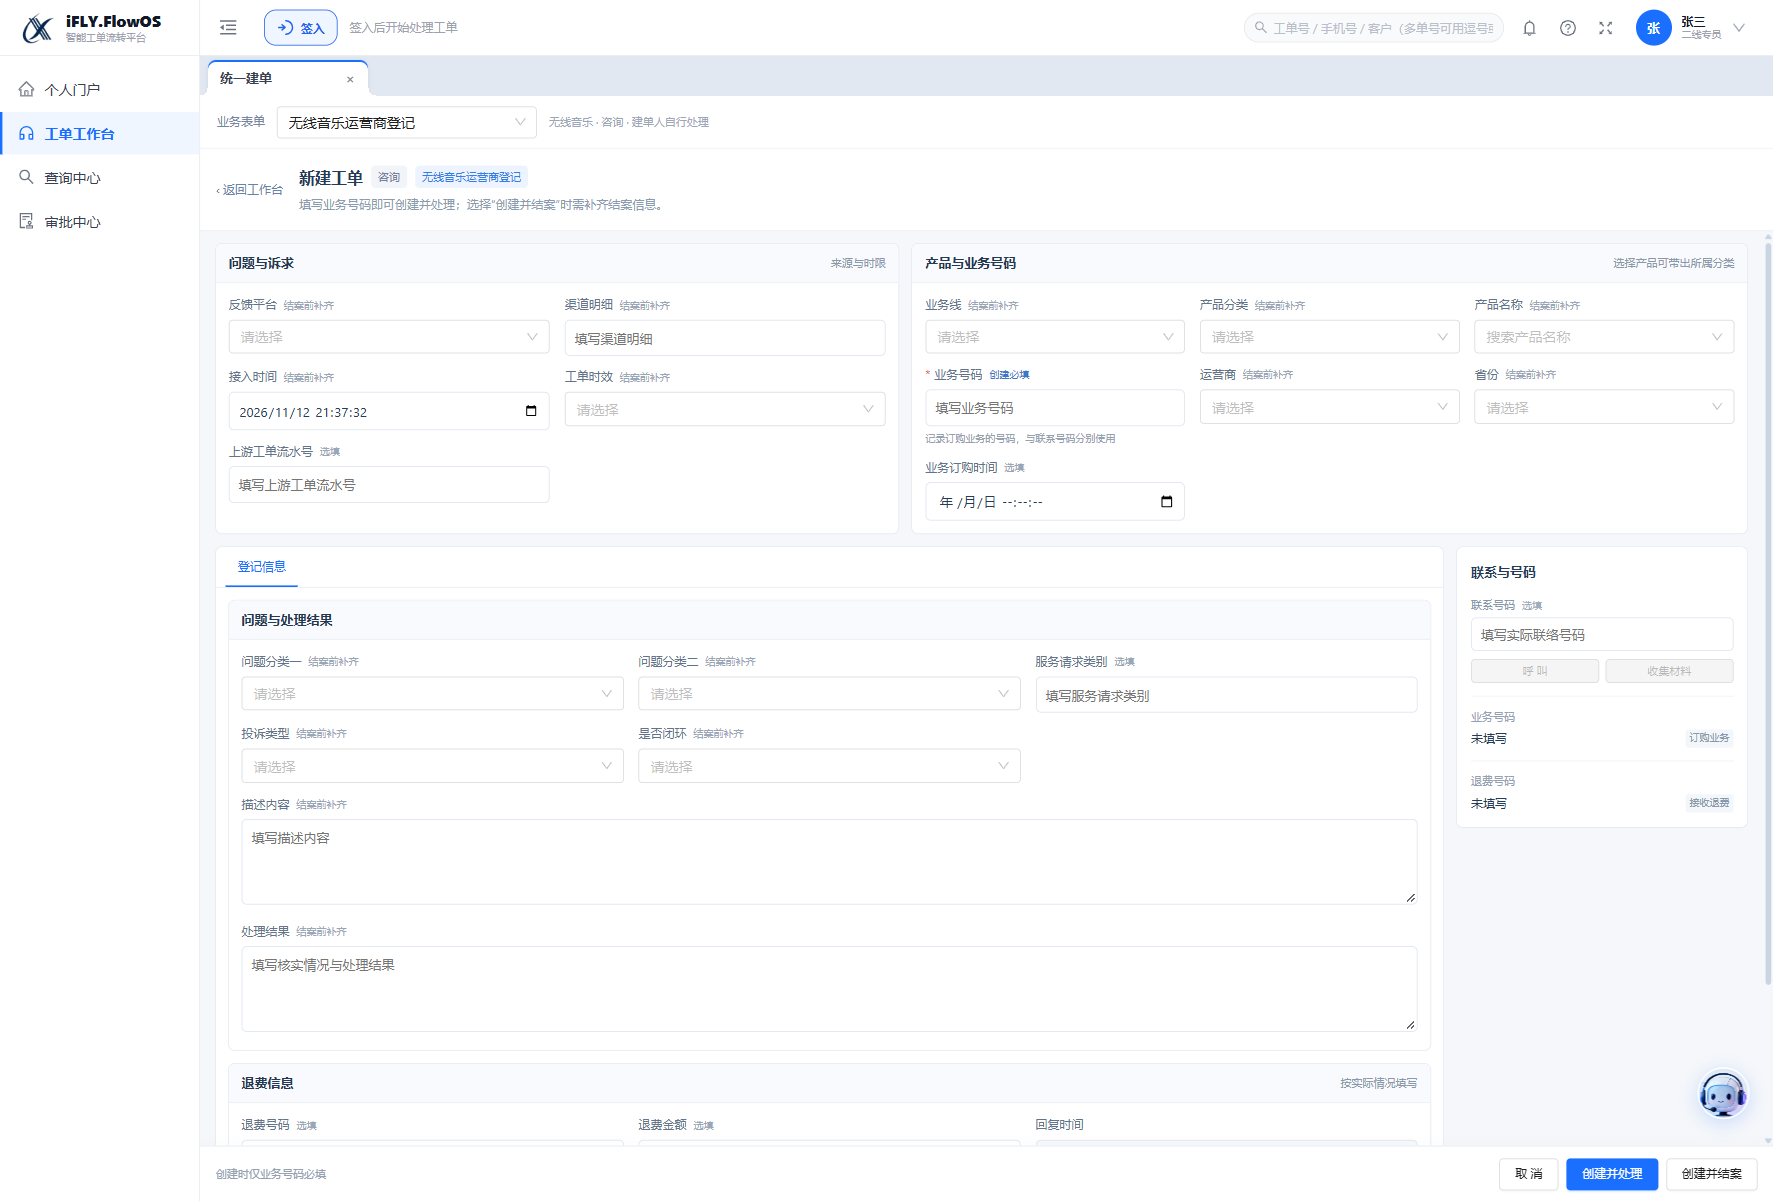 iFLY.FlowOS
智能工单流转平台
签入
签入后开始处理工单
工单号 / 手机号 / 客户（多单号可用逗号
张
张三
二线专员
个人门户
工单工作台
查询中心
审批中心
统一建单 ×
业务表单
无线音乐运营商登记
无线音乐 · 咨询 · 建单人自行处理
‹ 返回工作台
新建工单 咨询 无线音乐运营商登记
填写业务号码即可创建并处理；选择“创建并结案”时需补齐结案信息。
问题与诉求 来源与时限
反馈平台 结案前补齐 渠道明细 结案前补齐
请选择 填写渠道明细
接入时间 结案前补齐 工单时效 结案前补齐
2026/11/12 21:37:32 请选择
上游工单流水号 选填
填写上游工单流水号
产品与业务号码 选择产品可带出所属分类
业务线 结案前补齐 产品分类 结案前补齐 产品名称 结案前补齐
请选择 请选择 搜索产品名称
* 业务号码 创建必填 运营商 结案前补齐 省份 结案前补齐
填写业务号码 请选择 请选择
记录订购业务的号码，与联系号码分别使用
业务订购时间 选填
年 /月/日 --:--:--
登记信息
问题与处理结果
问题分类一 结案前补齐 问题分类二 结案前补齐 服务请求类别 选填
请选择 请选择 填写服务请求类别
投诉类型 结案前补齐 是否闭环 结案前补齐
请选择 请选择
描述内容 结案前补齐
填写描述内容
处理结果 结案前补齐
填写核实情况与处理结果
退费信息 按实际情况填写
退费号码 选填 退费金额 选填 回复时间
联系与号码
联系号码 选填
填写实际联络号码
呼 叫 收集材料
业务号码
未填写 订购业务
退费号码
未填写 接收退费
创建时仅业务号码必填
取 消 创建并处理 创建并结案